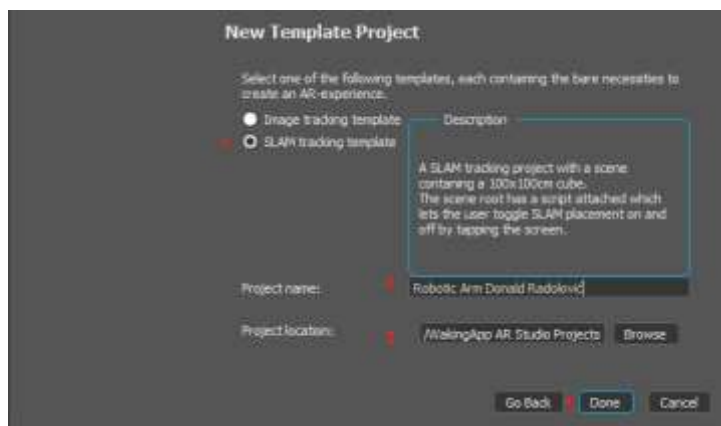 New Template Project
Select one of the following templates, each containing the bare necessities to
create an AR-experience.
Image tracking template
SLAM tracking template
Description
A SLAM tracking project with a scene
containing a 100x100cm cube.
The scene root has a script attached which
lets the user toggle SLAM placement on and
off by tapping the screen.
Project name:
Robotic Arm Donald Radolović
Project location:
/WakingApp AR Studio Projects
Browse
Go Back
Done
Cancel